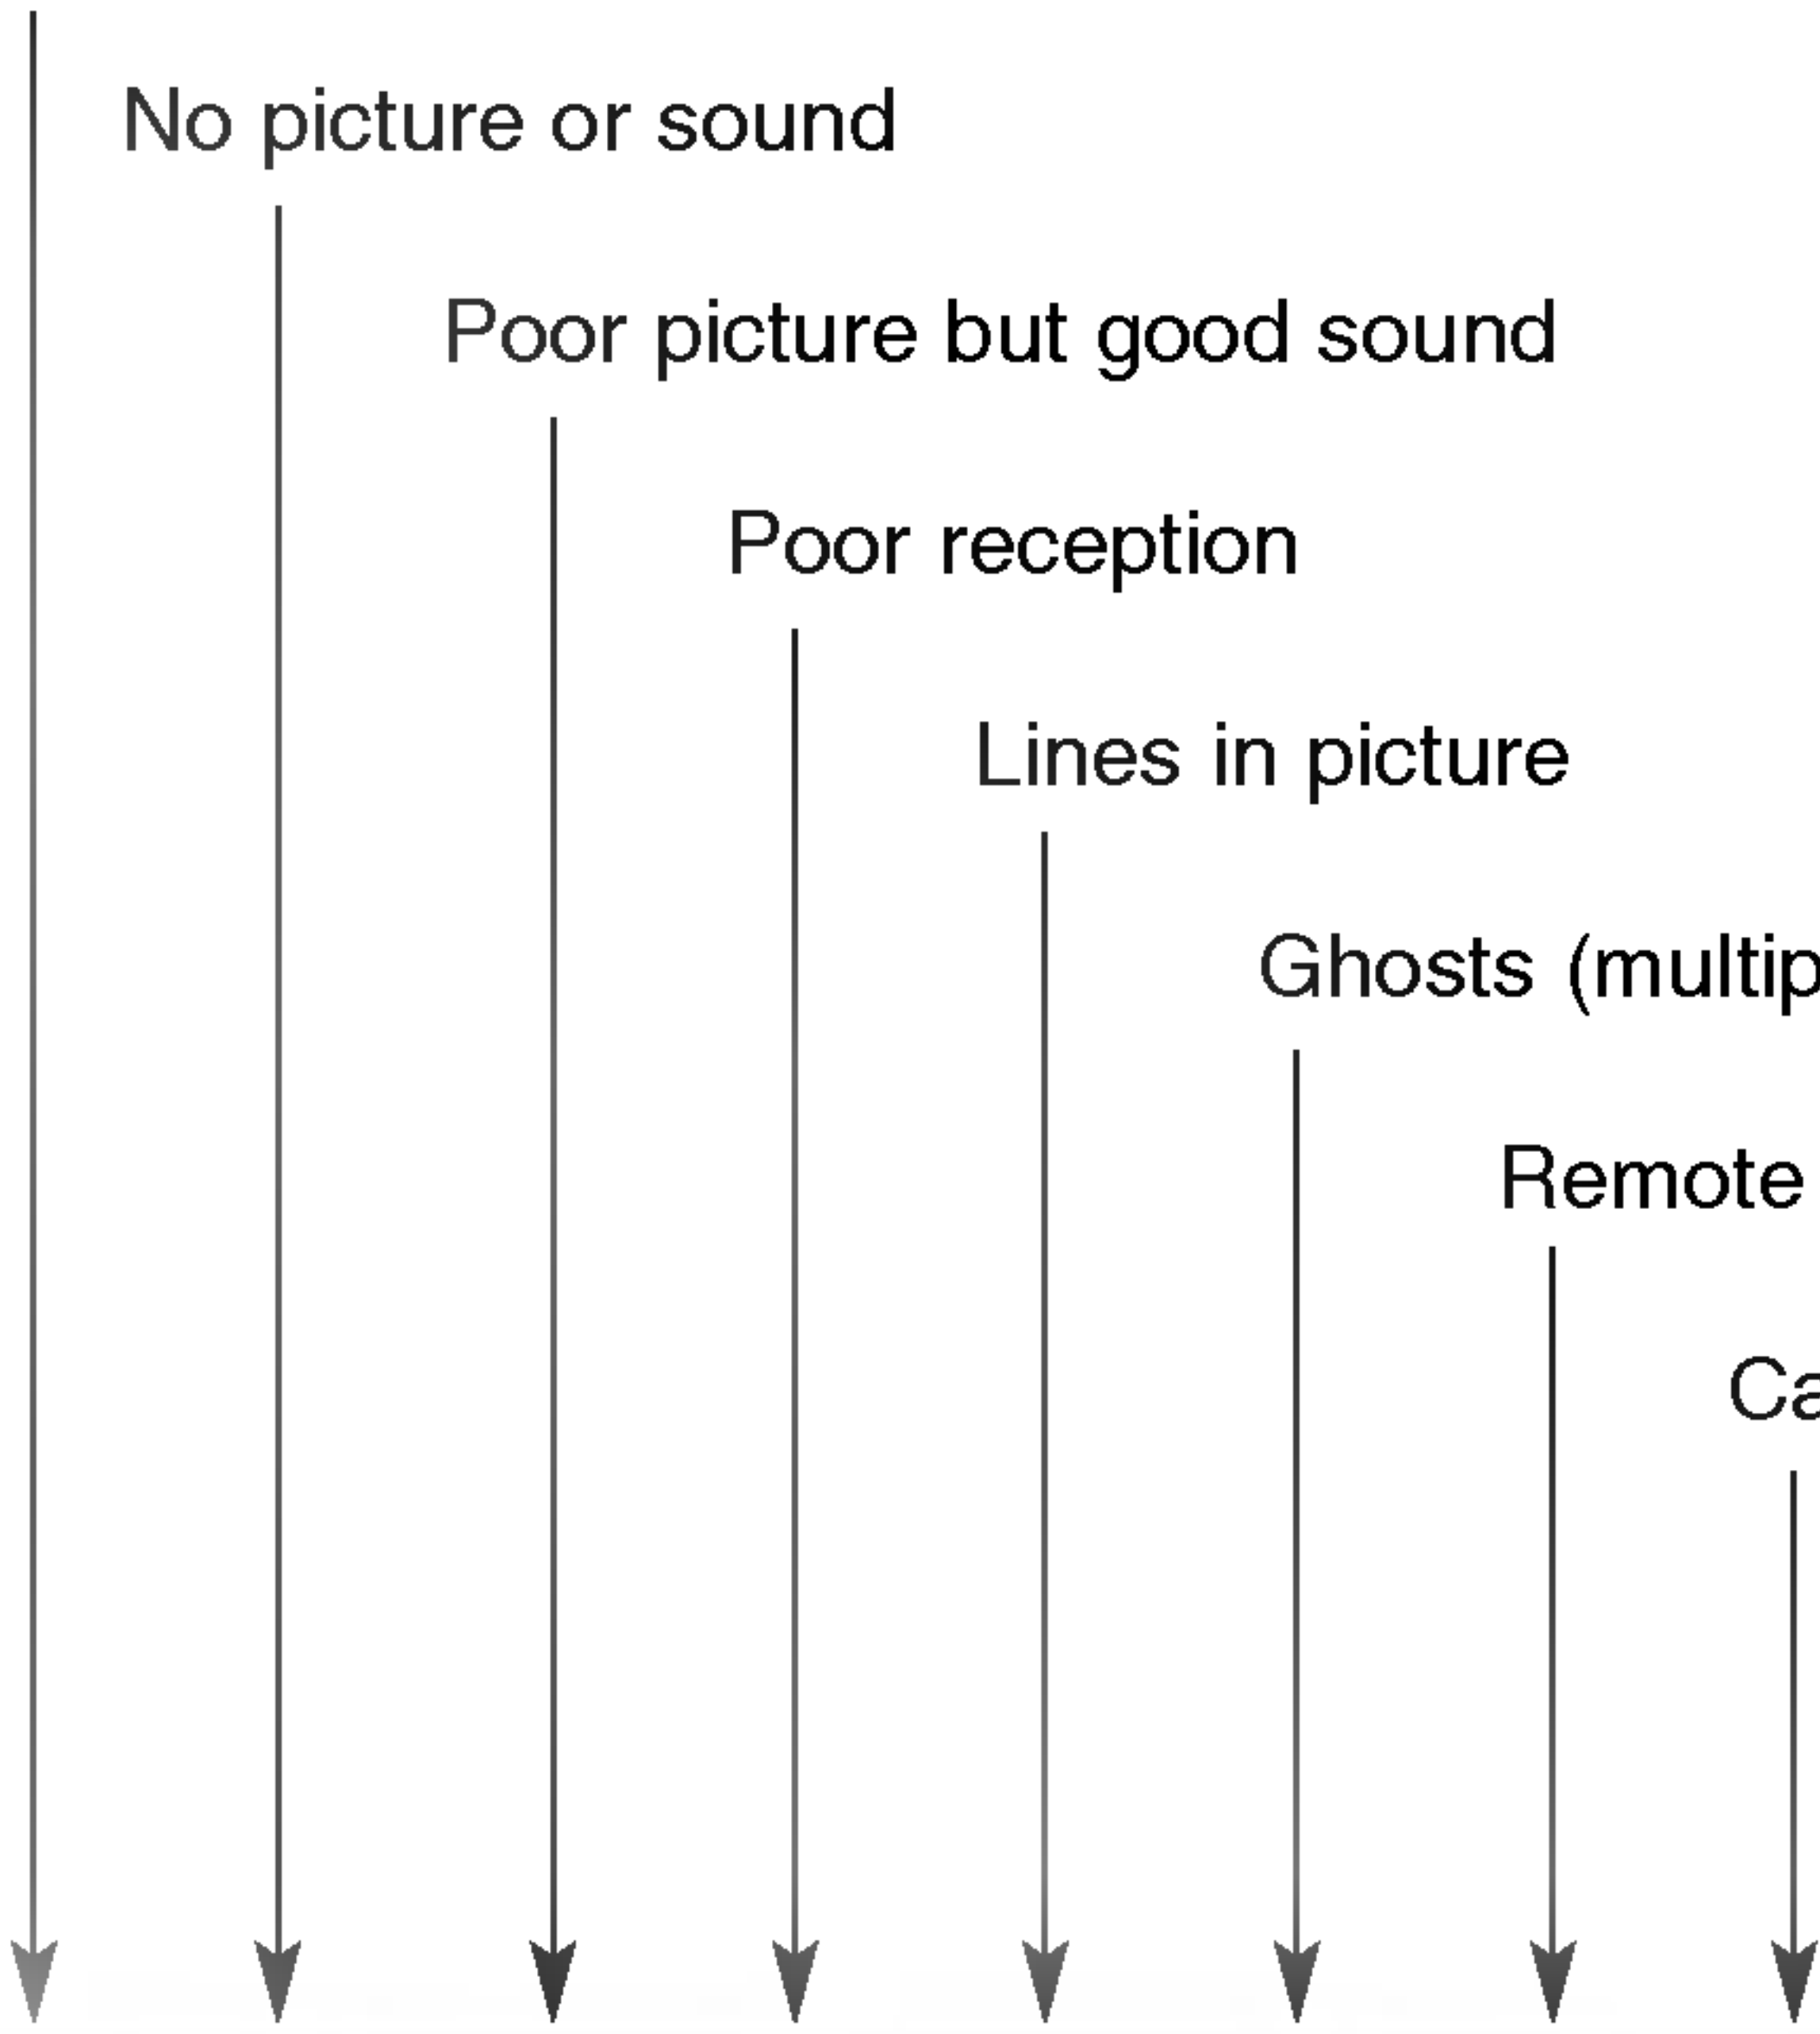 No picture or sound
Poor picture but good sound
Poor reception
Lines in picture
Ghosts (multip
Remote
Ca